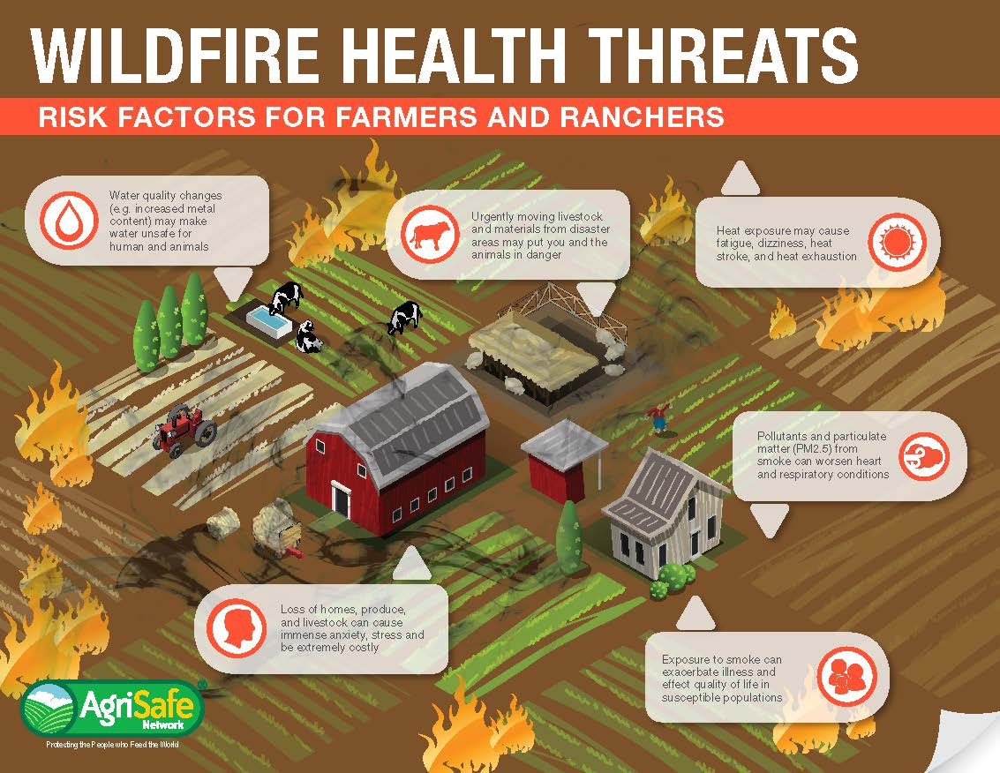 WILDFIRE HEALTH THREATS
RISK FACTORS FOR FARMERS AND RANCHERS
Water quality changes
(e.g. increased metal
content) may make
water unsafe for
human and animals
Urgently moving livestock
and materials from disaster
areas may put you and the
animals in danger
Heat exposure may cause
fatigue, dizziness, heat
stroke, and heat exhaustion
Pollutants and particulate
matter (PM2.5) from
smoke can worsen heart
and respiratory conditions
Loss of homes, produce,
and livestock can cause
immense anxiety, stress and
be extremely costly
Exposure to smoke can
exacerbate illness and
effect quality of life in
susceptible populations
AgriSafe®
Network
Protecting the People who Feed the World